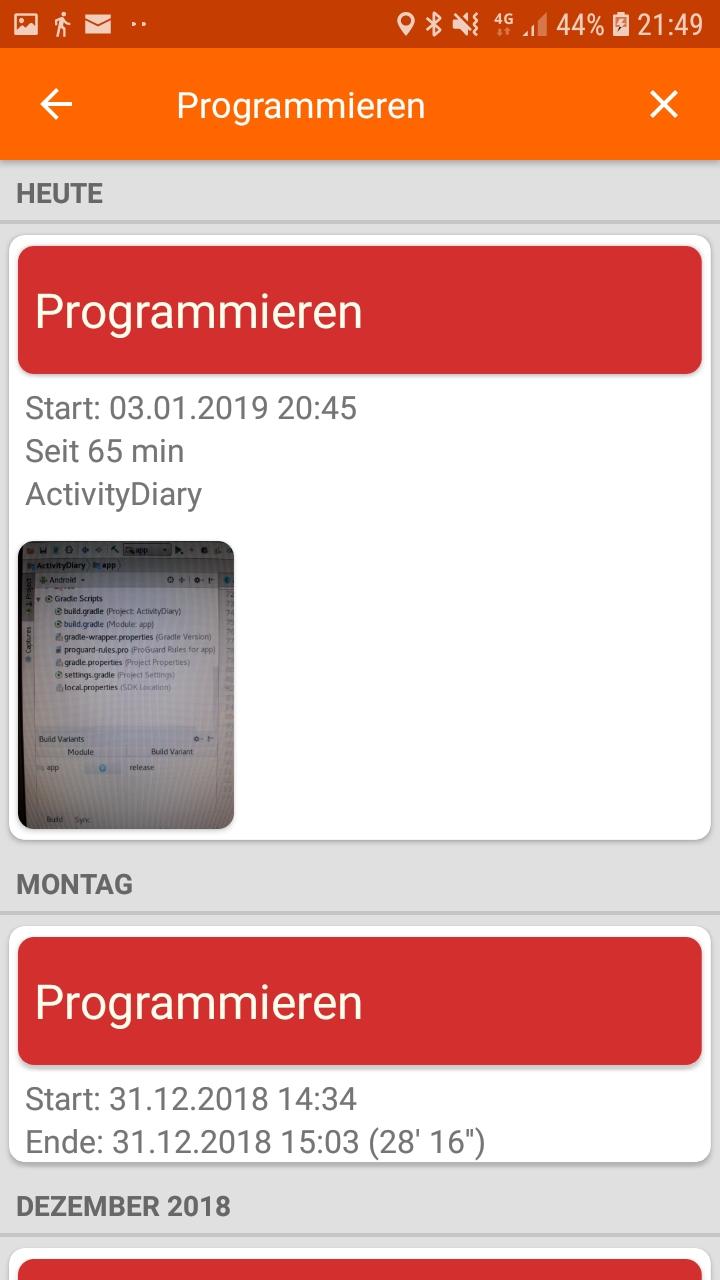 4G 44% 21:49
Programmieren
HEUTE
Programmieren
Start: 03.01.2019 20:45
Seit 65 min
ActivityDiary
app
ActivityDiary app
Android
Project
Captures
Gradle Scripts
build.gradle (Project: ActivityDiary)
build.gradle (Module: app)
gradle-wrapper.properties (Gradle Version)
proguard-rules.pro (ProGuard Rules for app)
gradle.properties (Project Properties)
settings.gradle (Project Settings)
local.properties (SDK Location)
Build Variants
Module Build Variant
app release
Build Sync
MONTAG
Programmieren
Start: 31.12.2018 14:34
Ende: 31.12.2018 15:03 (28' 16'')
DEZEMBER 2018